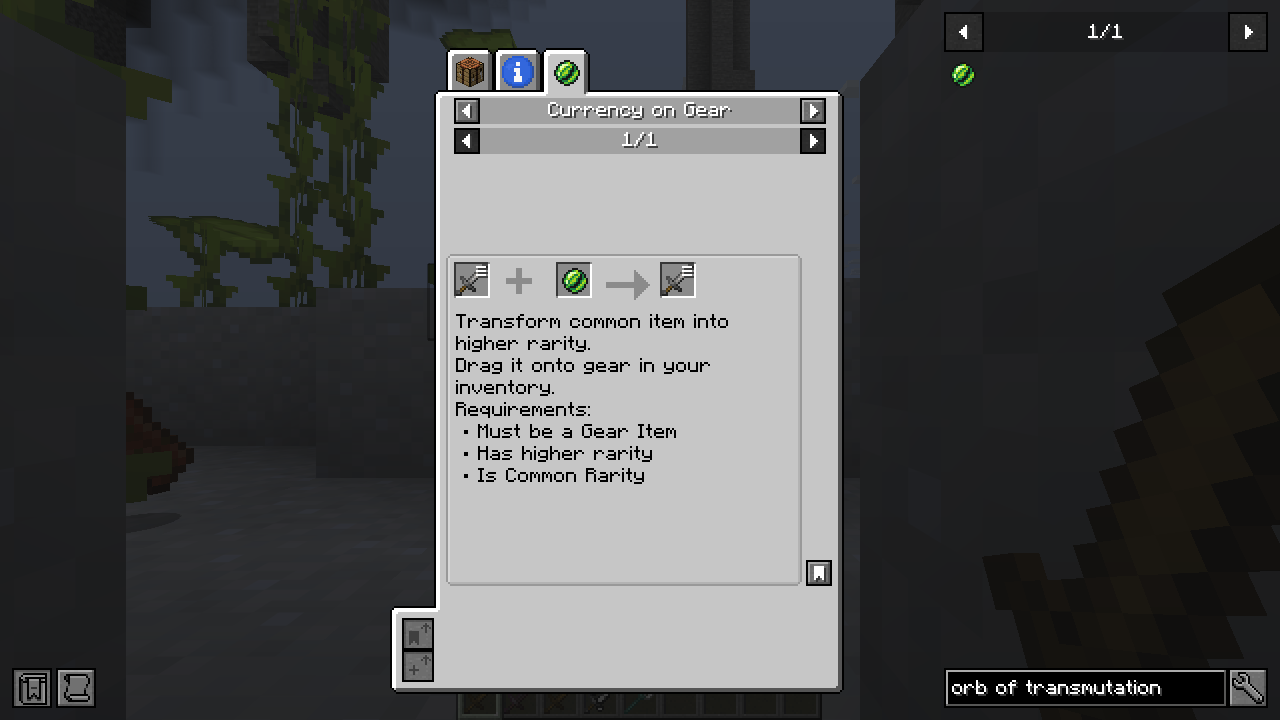 1/1
Currency on Gear
1/1
Transform common item into
higher rarity.
Drag it onto gear in your
inventory.
Requirements:
• Must be a Gear Item
• Has higher rarity
• Is Common Rarity
orb of transmutation